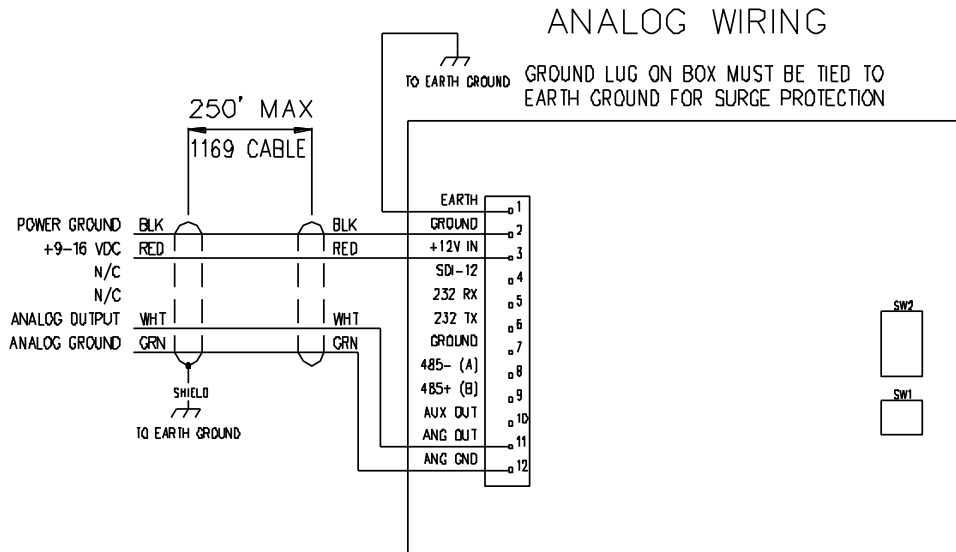 ANALOG WIRING
TO EARTH GROUND
GROUND LUG ON BOX MUST BE TIED TO
EARTH GROUND FOR SURGE PROTECTION
250' MAX
1169 CABLE
EARTH 1
POWER GROUND BLK BLK GROUND 2
+9-16 VDC RED RED +12V IN 3
N/C SDI-12 4
N/C 232 RX 5
ANALOG OUTPUT WHT WHT 232 TX 6
ANALOG GROUND GRN GRN GROUND 7
485- (A) 8
485+ (B) 9
AUX OUT 10
ANG OUT 11
ANG GND 12
SHIELD
TO EARTH GROUND
SW2
SW1